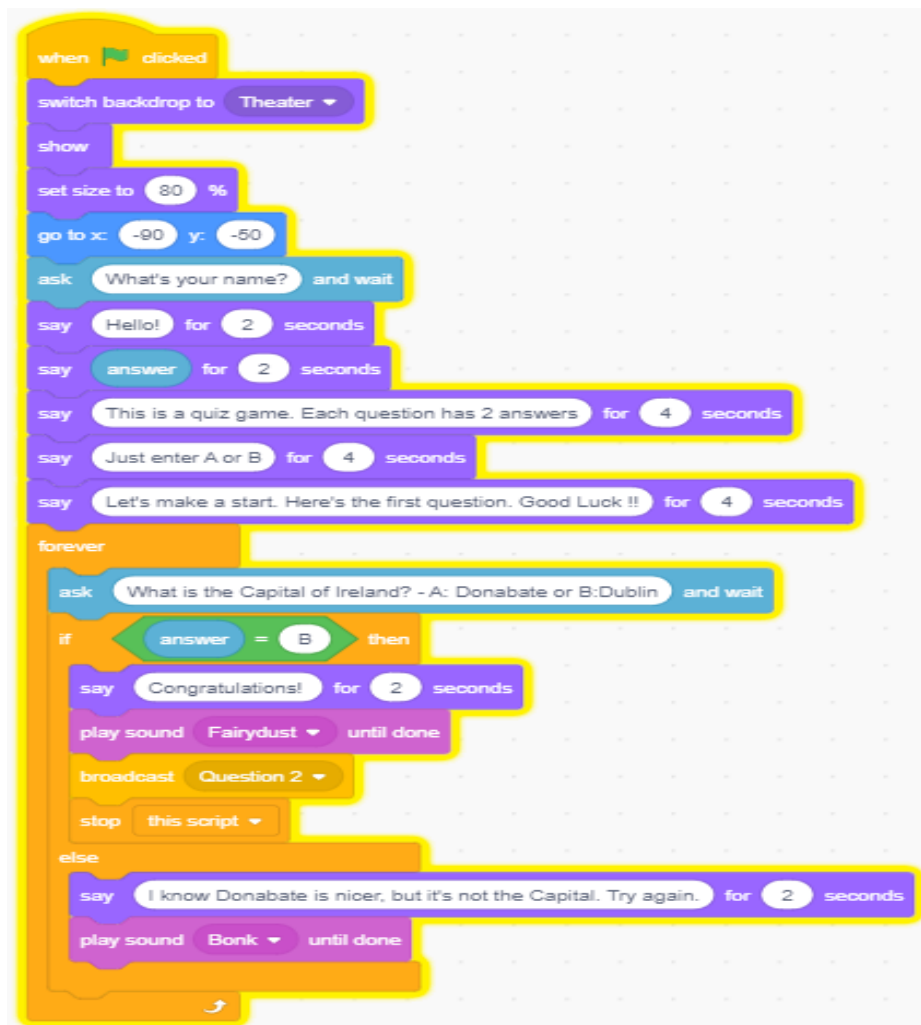 when clicked
switch backdrop to Theater
show
set size to 80 %
go to x: -90 y: -50
ask What's your name? and wait
say Hello! for 2 seconds
say answer for 2 seconds
say This is a quiz game. Each question has 2 answers for 4 seconds
say Just enter A or B for 4 seconds
say Let's make a start. Here's the first question. Good Luck !! for 4 seconds
forever
ask What is the Capital of Ireland? - A: Donabate or B:Dublin and wait
if answer = B then
say Congratulations! for 2 seconds
play sound Fairydust until done
broadcast Question 2
stop this script
else
say I know Donabate is nicer, but it's not the Capital. Try again. for 2 seconds
play sound Bonk until done